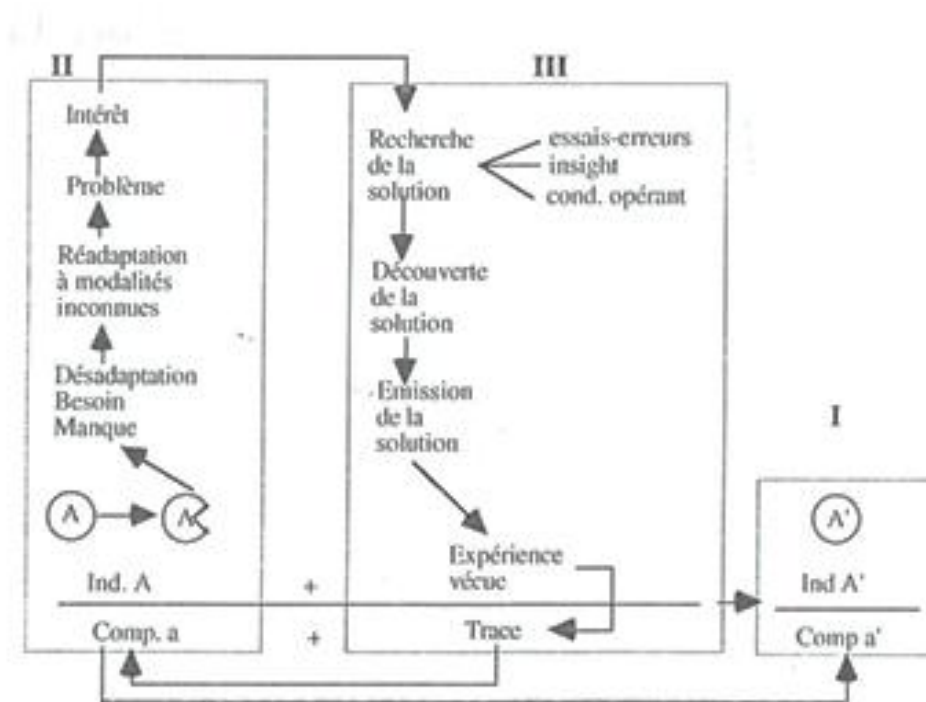 II
Intérêt
Problème
Réadaptation
à modalités
inconnues
Désadaptation
Besoin
Manque
A
A
Ind. A
Comp. a
+
+
III
Recherche
de la
solution
essais-erreurs
insight
cond. opérant
Découverte
de la
solution
Emission
de la
solution
Expérience
vécue
Trace
I
A'
Ind A'
Comp a'